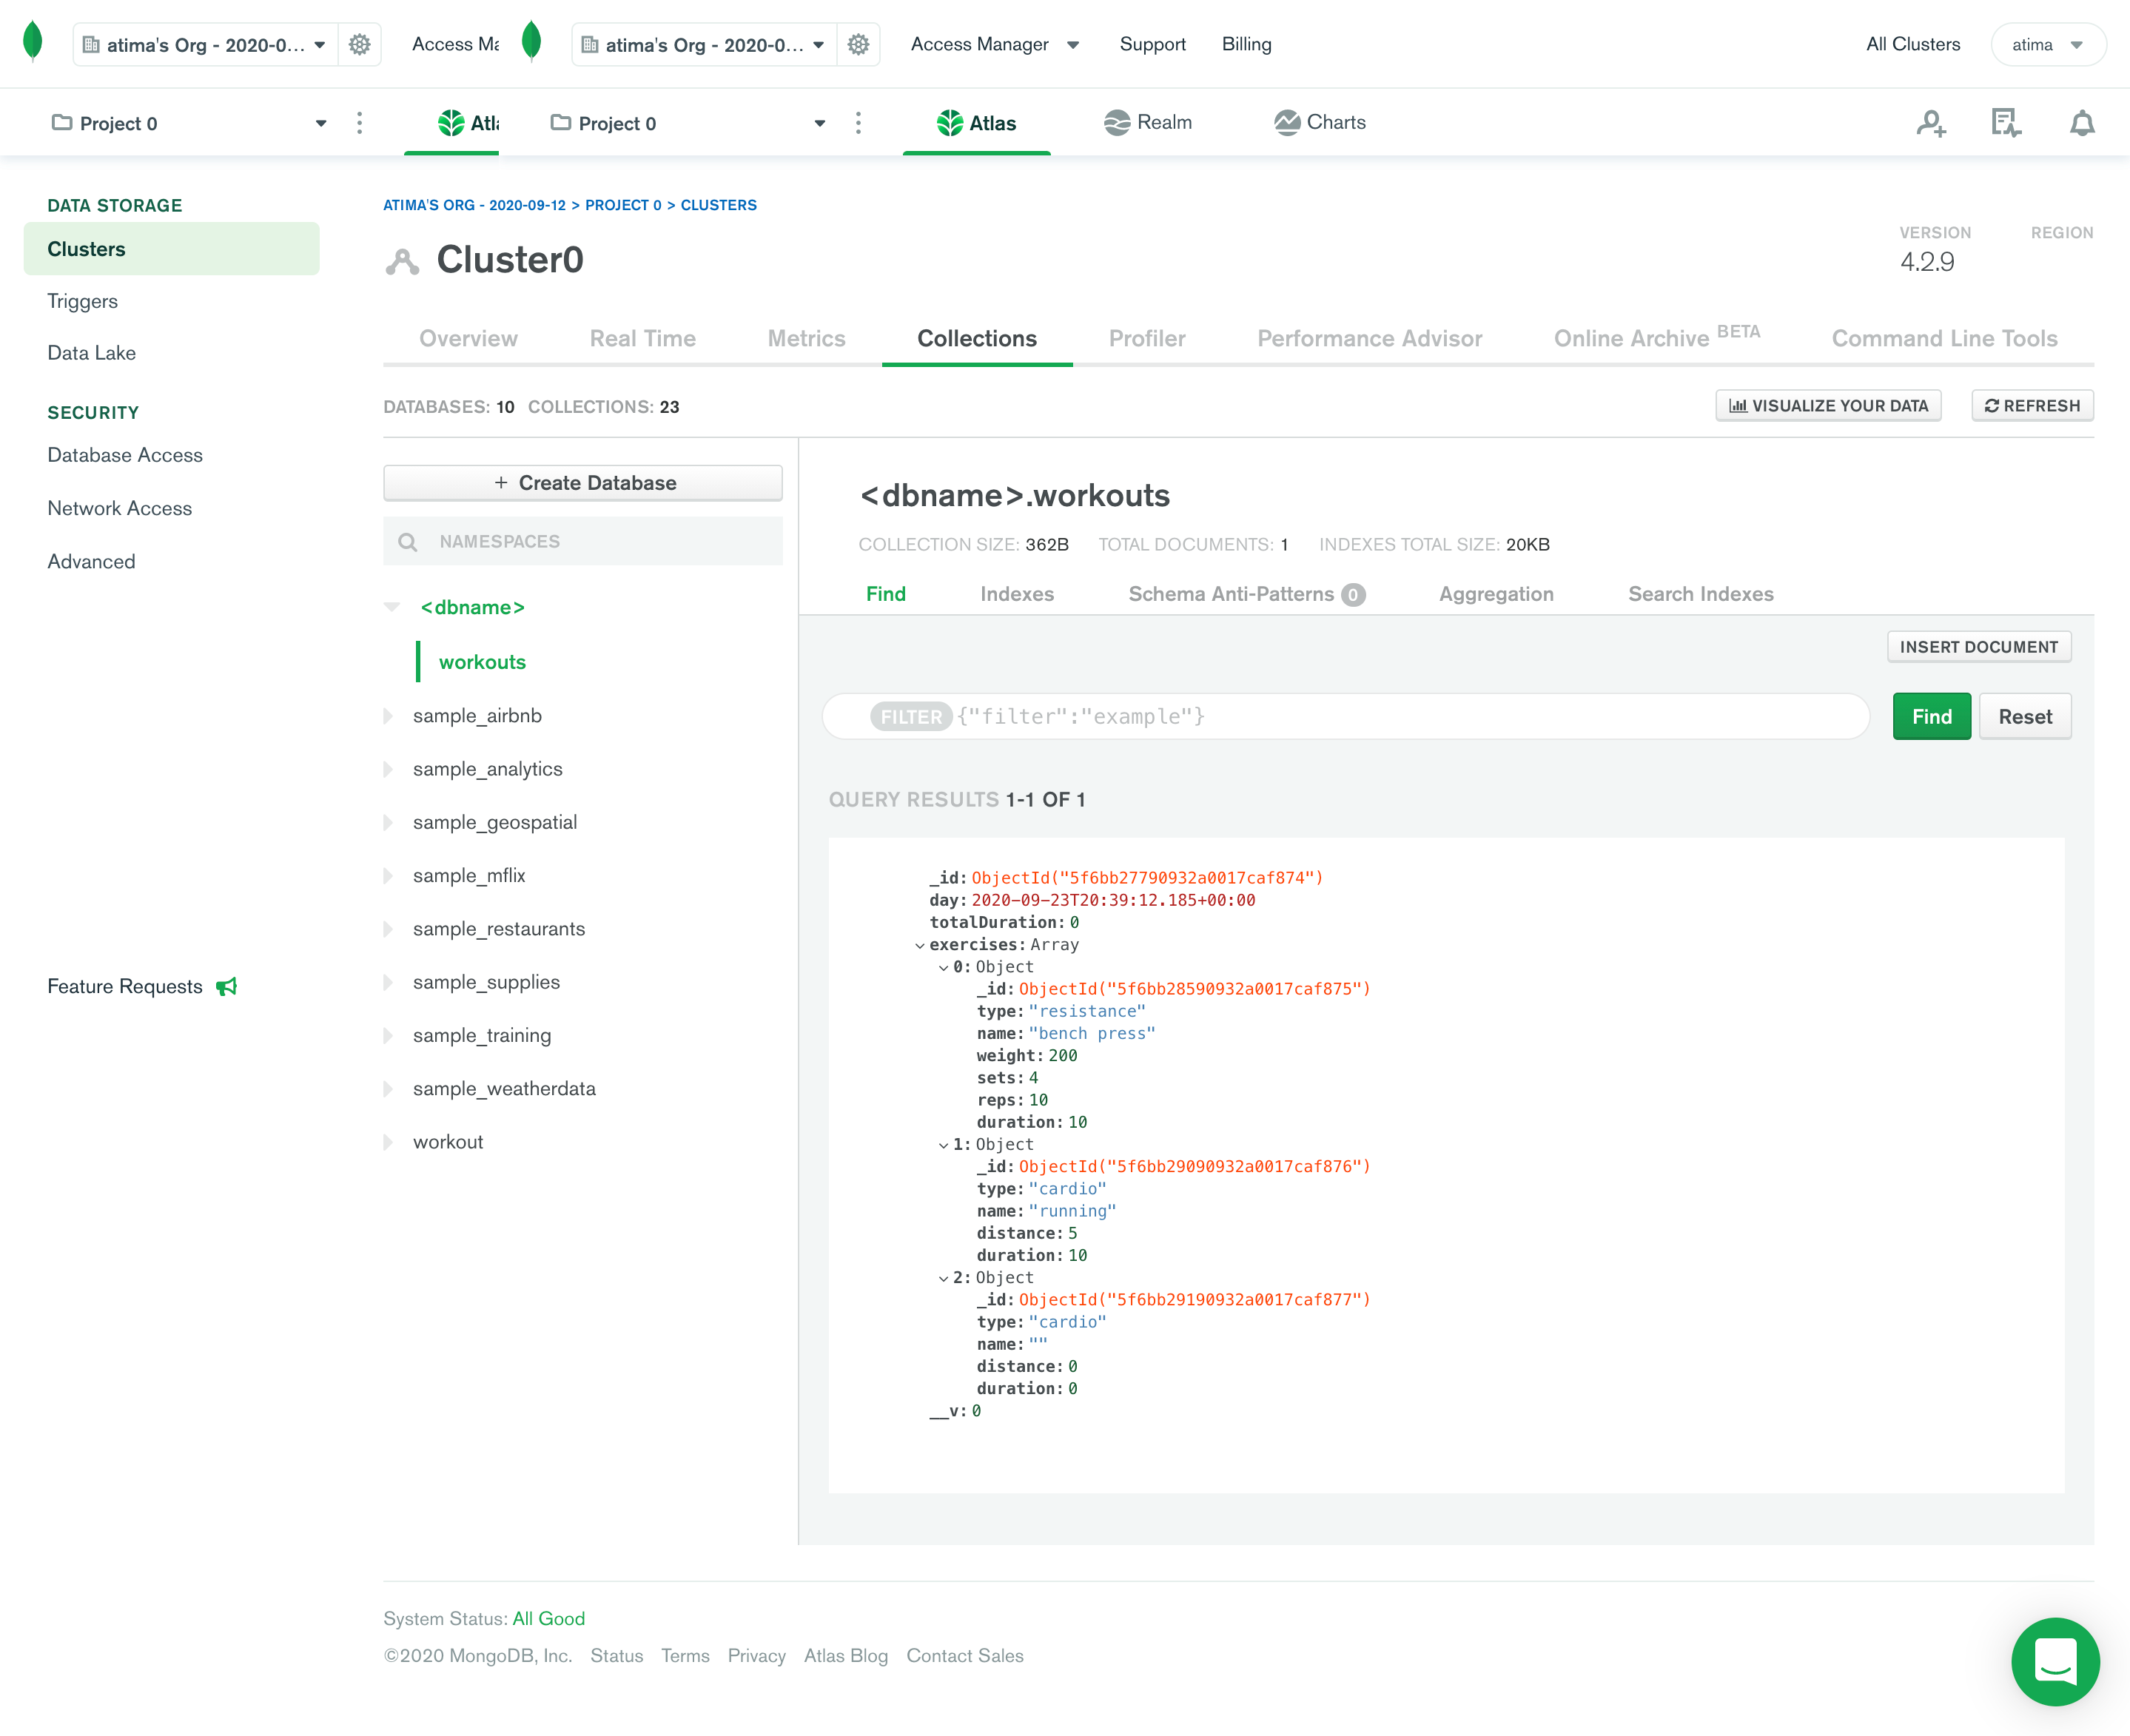 atima's Org - 2020-0... Access Ma atima's Org - 2020-0... Access Manager Support Billing All Clusters atima
Project 0 Atla Project 0 Atlas Realm Charts
DATA STORAGE
Clusters
Triggers
Data Lake
SECURITY
Database Access
Network Access
Advanced
Feature Requests
ATIMA'S ORG - 2020-09-12 > PROJECT 0 > CLUSTERS
Cluster0
VERSION REGION
4.2.9
Overview Real Time Metrics Collections Profiler Performance Advisor Online Archive BETA Command Line Tools
DATABASES: 10 COLLECTIONS: 23 VISUALIZE YOUR DATA REFRESH
+ Create Database
NAMESPACES
<dbname>
workouts
sample_airbnb
sample_analytics
sample_geospatial
sample_mflix
sample_restaurants
sample_supplies
sample_training
sample_weatherdata
workout
<dbname>.workouts
COLLECTION SIZE: 362B TOTAL DOCUMENTS: 1 INDEXES TOTAL SIZE: 20KB
Find Indexes Schema Anti-Patterns 0 Aggregation Search Indexes
INSERT DOCUMENT
FILTER {"filter":"example"} Find Reset
QUERY RESULTS 1-1 OF 1
_id: ObjectId("5f6bb27790932a0017caf874")
day: 2020-09-23T20:39:12.185+00:00
totalDuration: 0
exercises: Array
0: Object
_id: ObjectId("5f6bb28590932a0017caf875")
type: "resistance"
name: "bench press"
weight: 200
sets: 4
reps: 10
duration: 10
1: Object
_id: ObjectId("5f6bb29090932a0017caf876")
type: "cardio"
name: "running"
distance: 5
duration: 10
2: Object
_id: ObjectId("5f6bb29190932a0017caf877")
type: "cardio"
name: ""
distance: 0
duration: 0
__v: 0
System Status: All Good
©2020 MongoDB, Inc. Status Terms Privacy Atlas Blog Contact Sales